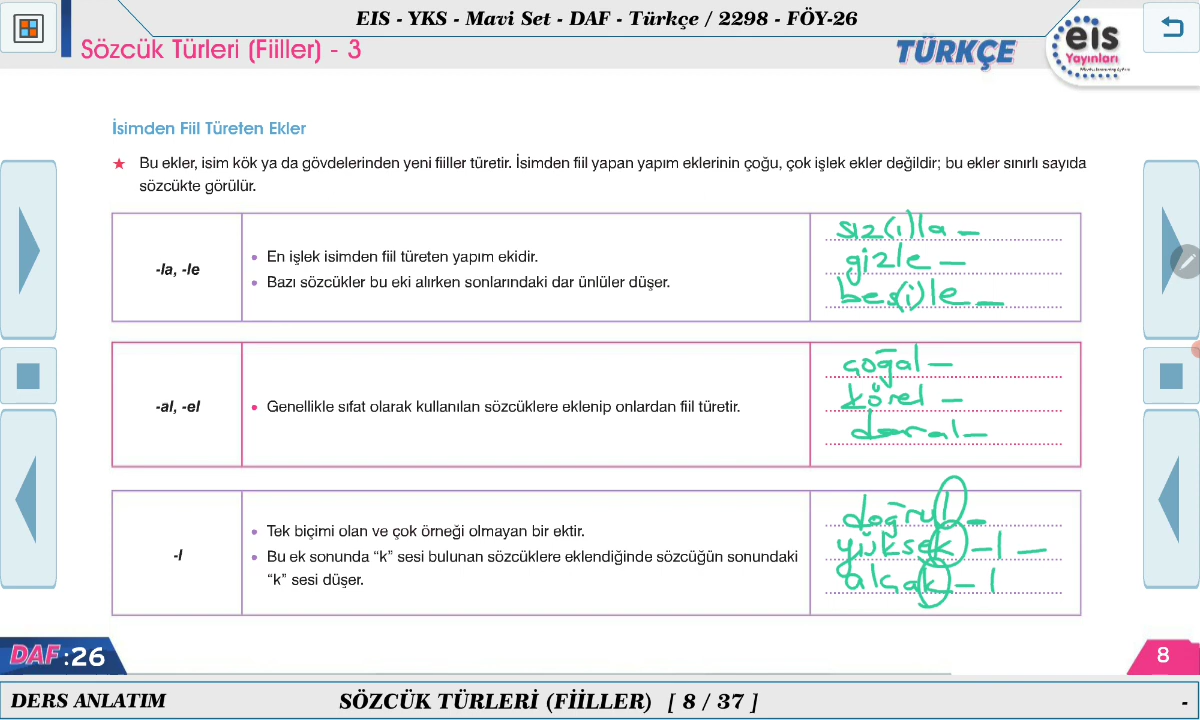 EIS - YKS - Mavi Set - DAF - Türkçe / 2298 - FÖY-26
Sözcük Türleri (Fiiller) - 3
TÜRKÇE
eis
Yayınları
İsimden Fiil Türeten Ekler
★ Bu ekler, isim kök ya da gövdelerinden yeni fiiller türetir. İsimden fiil yapan yapım eklerinin çoğu, çok işlek ekler değildir; bu ekler sınırlı sayıda
sözcükte görülür.
-la, -le
• En işlek isimden fiil türeten yapım ekidir.
• Bazı sözcükler bu eki alırken sonlarındaki dar ünlüler düşer.
sız(ı)la –
gizle –
bes(i)le –
-al, -el
• Genellikle sıfat olarak kullanılan sözcüklere eklenip onlardan fiil türetir.
çoğal –
körel –
daral –
-l
• Tek biçimi olan ve çok örneği olmayan bir ektir.
• Bu ek sonunda “k” sesi bulunan sözcüklere eklendiğinde sözcüğün sonundaki
“k” sesi düşer.
doğrul –
yüksek – l –
alçak – l
DAF :26
8
DERS ANLATIM
SÖZCÜK TÜRLERİ (FİİLLER) [ 8 / 37 ]
-